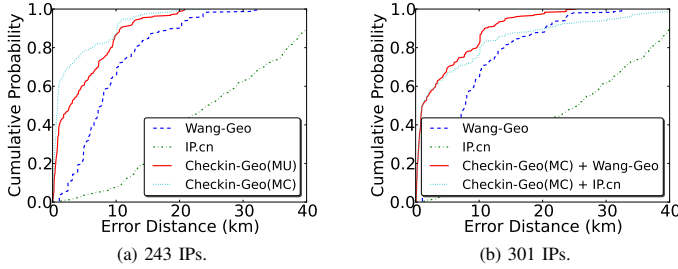 1.0
0.8
0.6
0.4
0.2
0.0
Cumulative Probability
Wang-Geo
IP.cn
Checkin-Geo(MU)
Checkin-Geo(MC)
0 10 20 30 40
Error Distance (km)
(a) 243 IPs.
1.0
0.8
0.6
0.4
0.2
0.0
Cumulative Probability
Wang-Geo
IP.cn
Checkin-Geo(MC) + Wang-Geo
Checkin-Geo(MC) + IP.cn
0 10 20 30 40
Error Distance (km)
(b) 301 IPs.